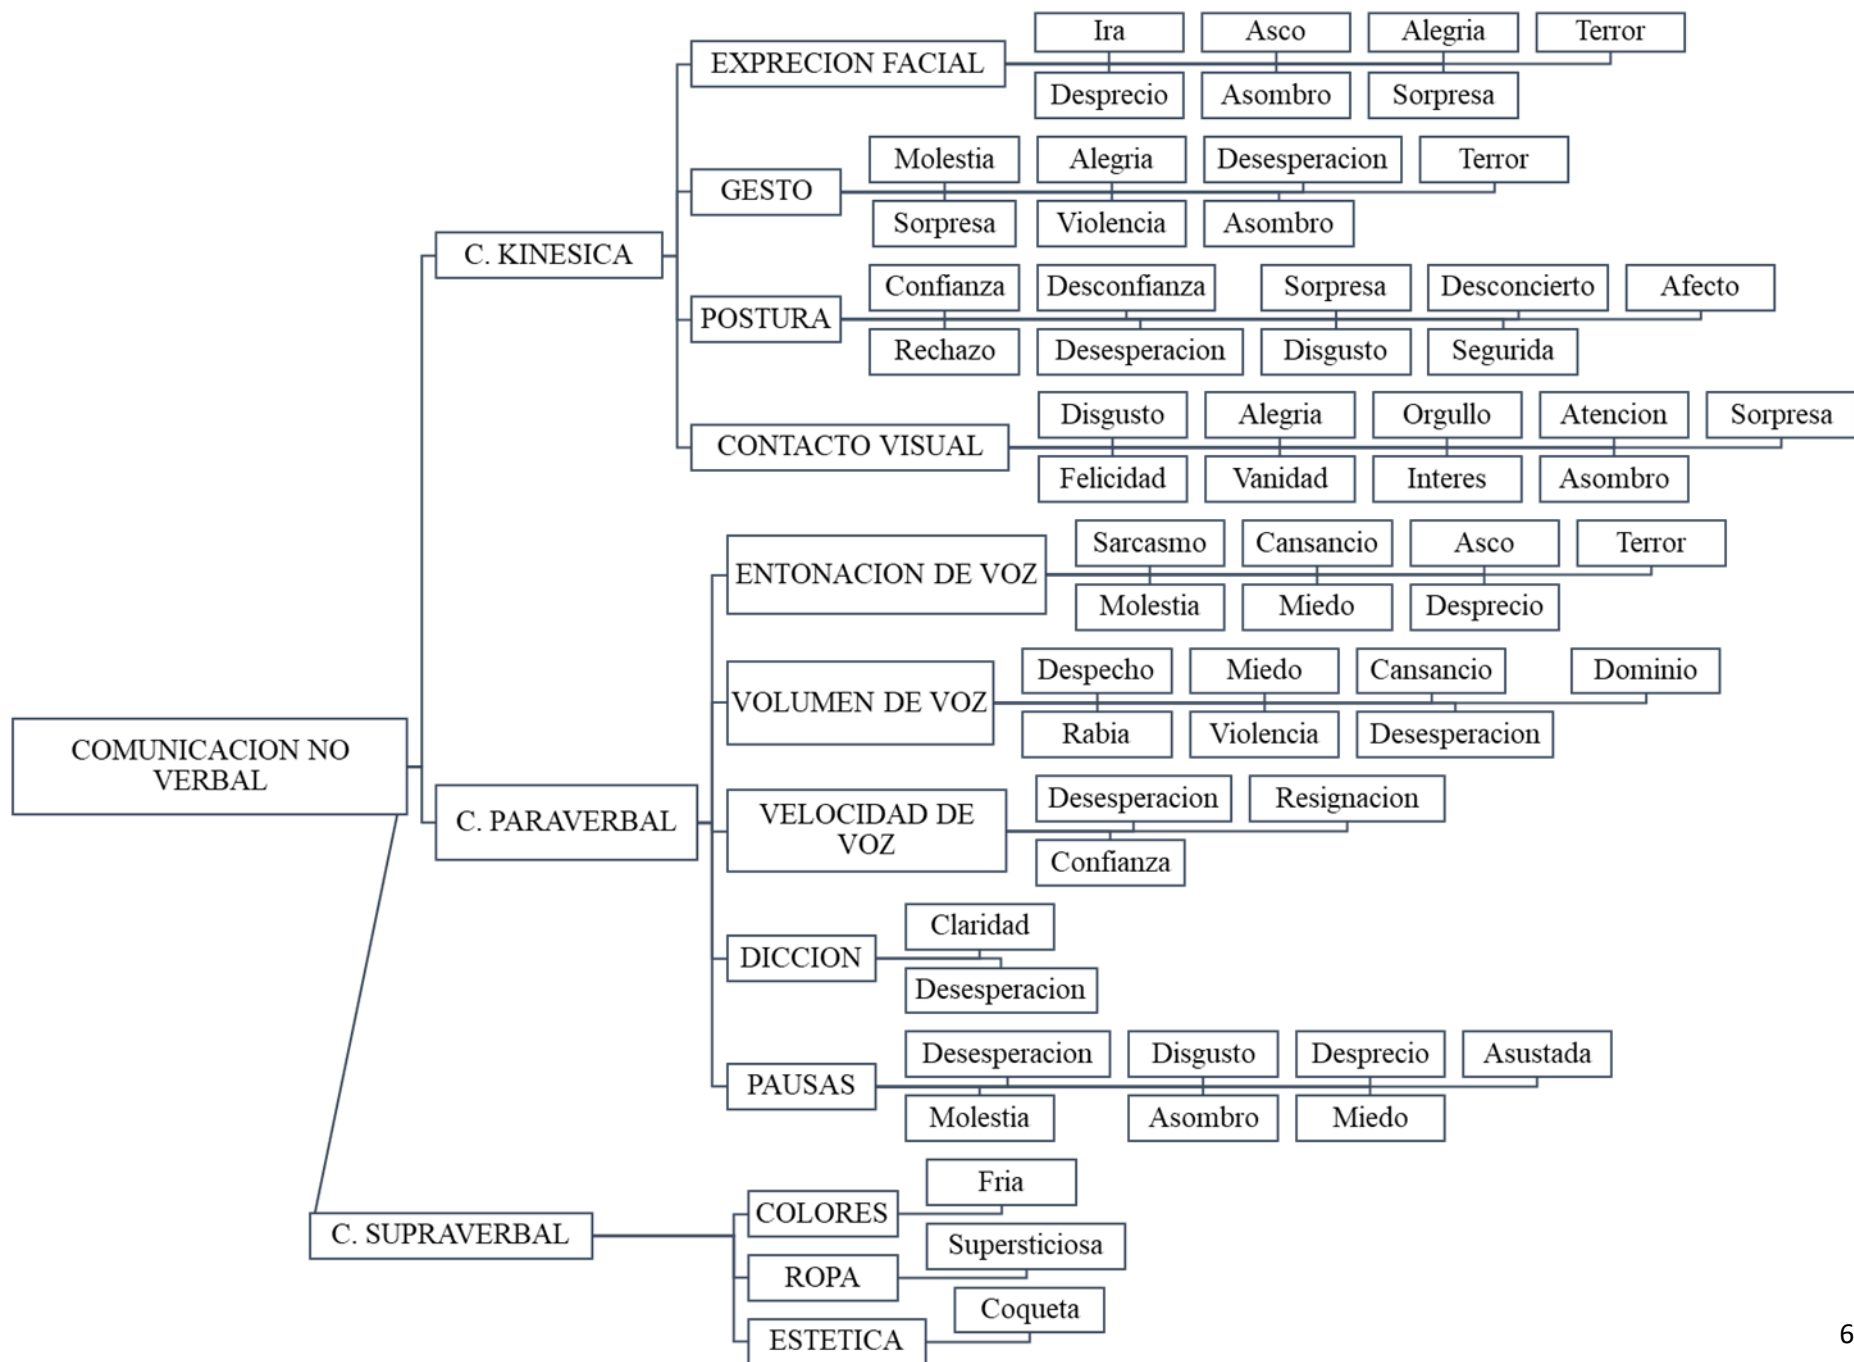 COMUNICACION NO
VERBAL
C. KINESICA
EXPRECION FACIAL
Ira
Asco
Alegria
Terror
Desprecio
Asombro
Sorpresa
GESTO
Molestia
Alegria
Desesperacion
Terror
Sorpresa
Violencia
Asombro
POSTURA
Confianza
Desconfianza
Sorpresa
Desconcierto
Afecto
Rechazo
Desesperacion
Disgusto
Segurida
CONTACTO VISUAL
Disgusto
Alegria
Orgullo
Atencion
Sorpresa
Felicidad
Vanidad
Interes
Asombro
C. PARAVERBAL
ENTONACION DE VOZ
Sarcasmo
Cansancio
Asco
Terror
Molestia
Miedo
Desprecio
VOLUMEN DE VOZ
Despecho
Miedo
Cansancio
Dominio
Rabia
Violencia
Desesperacion
VELOCIDAD DE
VOZ
Desesperacion
Resignacion
Confianza
DICCION
Claridad
Desesperacion
PAUSAS
Desesperacion
Disgusto
Desprecio
Asustada
Molestia
Asombro
Miedo
C. SUPRAVERBAL
COLORES
Fria
ROPA
Supersticiosa
ESTETICA
Coqueta
6